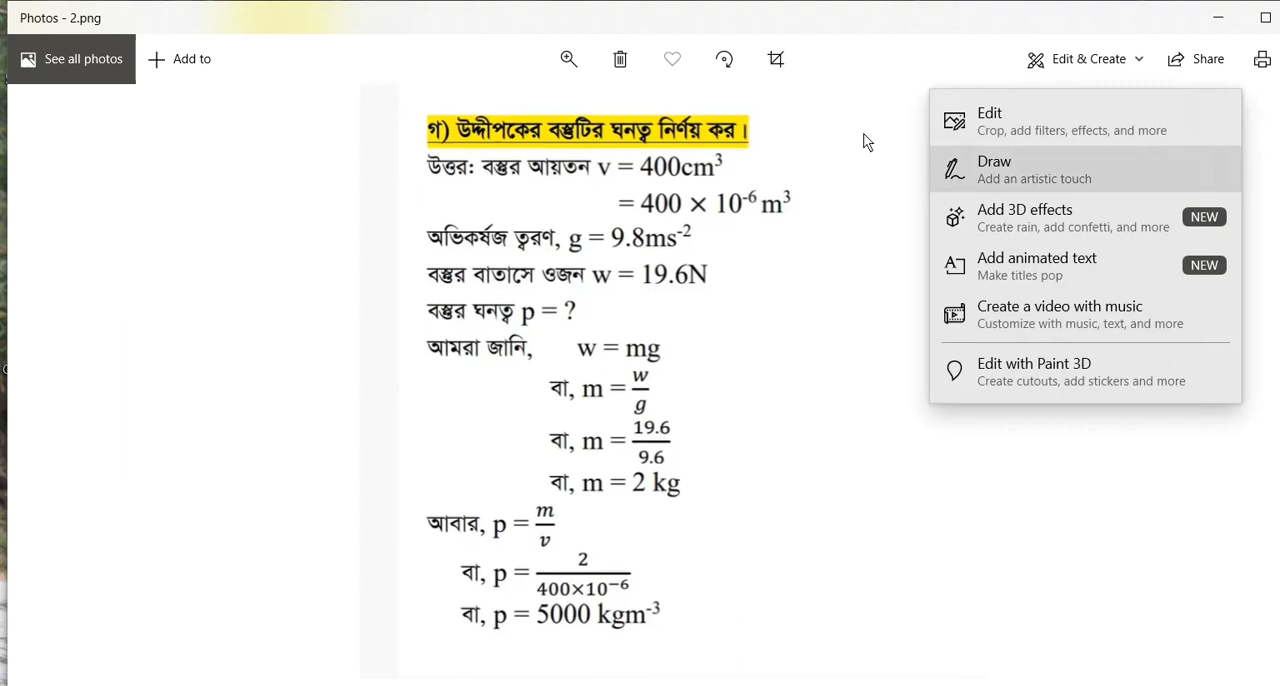 Photos - 2.png
See all photos
Add to
Edit & Create
Share
Edit
Crop, add filters, effects, and more
Draw
Add an artistic touch
Add 3D effects
Create rain, add confetti, and more
NEW
Add animated text
Make titles pop
NEW
Create a video with music
Customize with music, text, and more
Edit with Paint 3D
Create cutouts, add stickers and more
গ) উদ্দীপকের বস্তুটির ঘনত্ব নির্ণয় কর।
উত্তর: বস্তুর আয়তন v = 400cm³
= 400 × 10⁻⁶ m³
অভিকর্ষজ ত্বরণ, g = 9.8ms⁻²
বস্তুর বাতাসে ওজন w = 19.6N
বস্তুর ঘনত্ব p = ?
আমরা জানি, w = mg
বা, m = w/g
বা, m = 19.6/9.6
বা, m = 2 kg
আবার, p = m/v
বা, p = 2/400×10⁻⁶
বা, p = 5000 kgm⁻³